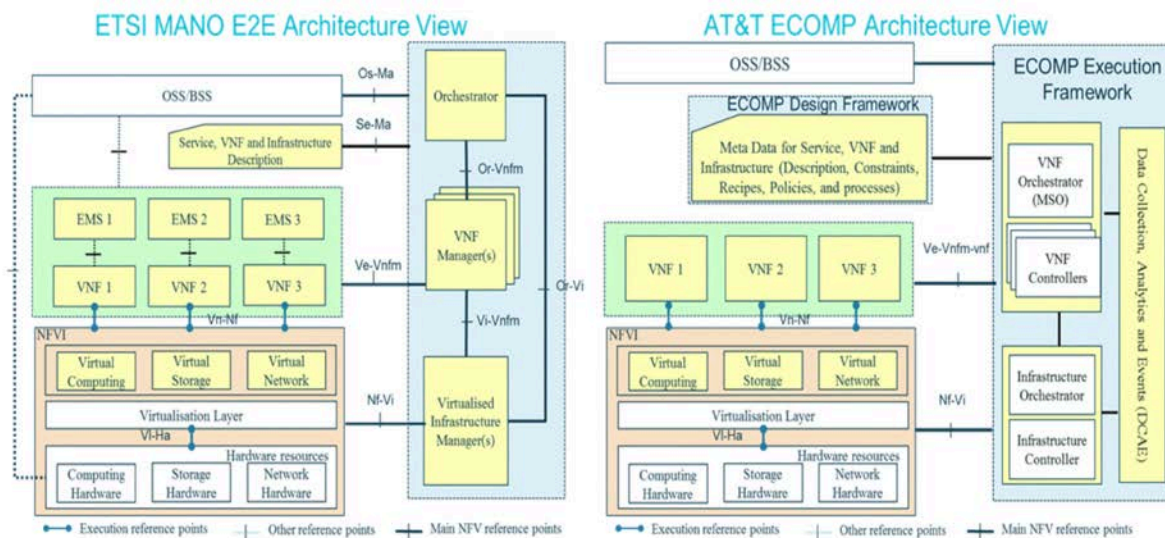 ETSI MANO E2E Architecture View
OSS/BSS
Os-Ma
Orchestrator
Service, VNF and Infrastructure
Description
Se-Ma
Or-Vnfm
EMS 1
EMS 2
EMS 3
VNF 1
VNF 2
VNF 3
Ve-Vnfm
VNF
Manager(s)
Or-Vi
Vn-Nf
Vi-Vnfm
NFVI
Virtual
Computing
Virtual
Storage
Virtual
Network
Virtualisation Layer
Nf-Vi
Virtualised
Infrastructure
Manager(s)
Vl-Ha
Hardware resources
Computing
Hardware
Storage
Hardware
Network
Hardware
Execution reference points
Other reference points
Main NFV reference points
AT&T ECOMP Architecture View
OSS/BSS
ECOMP Execution
Framework
ECOMP Design Framework
Meta Data for Service, VNF and
Infrastructure (Description, Constraints,
Recipes, Policies, and processes)
VNF
Orchestrator
(MSO)
VNF
Controllers
Data Collection, Analytics and Events (DCAE)
VNF 1
VNF 2
VNF 3
Ve-Vnfm-vnf
Vn-Nf
NFVI
Virtual
Computing
Virtual
Storage
Virtual
Network
Virtualisation Layer
Nf-Vi
Infrastructure
Orchestrator
Infrastructure
Controller
Vl-Ha
Hardware resources
Computing
Hardware
Storage
Hardware
Network
Hardware
Execution reference points
Other reference points
Main NFV reference points